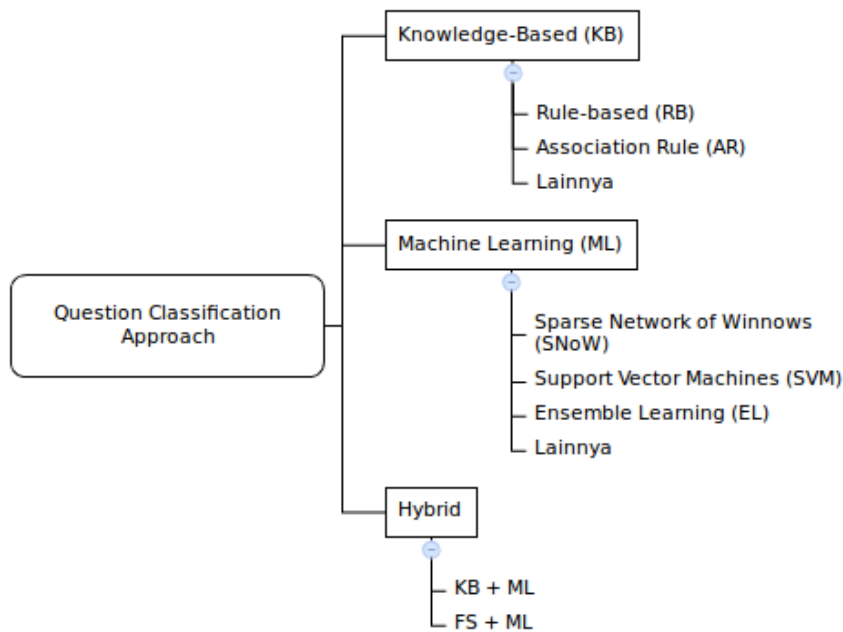 Knowledge-Based (KB)
Rule-based (RB)
Association Rule (AR)
Lainnya
Machine Learning (ML)
Question Classification
Approach
Sparse Network of Winnows
(SNoW)
Support Vector Machines (SVM)
Ensemble Learning (EL)
Lainnya
Hybrid
KB + ML
FS + ML